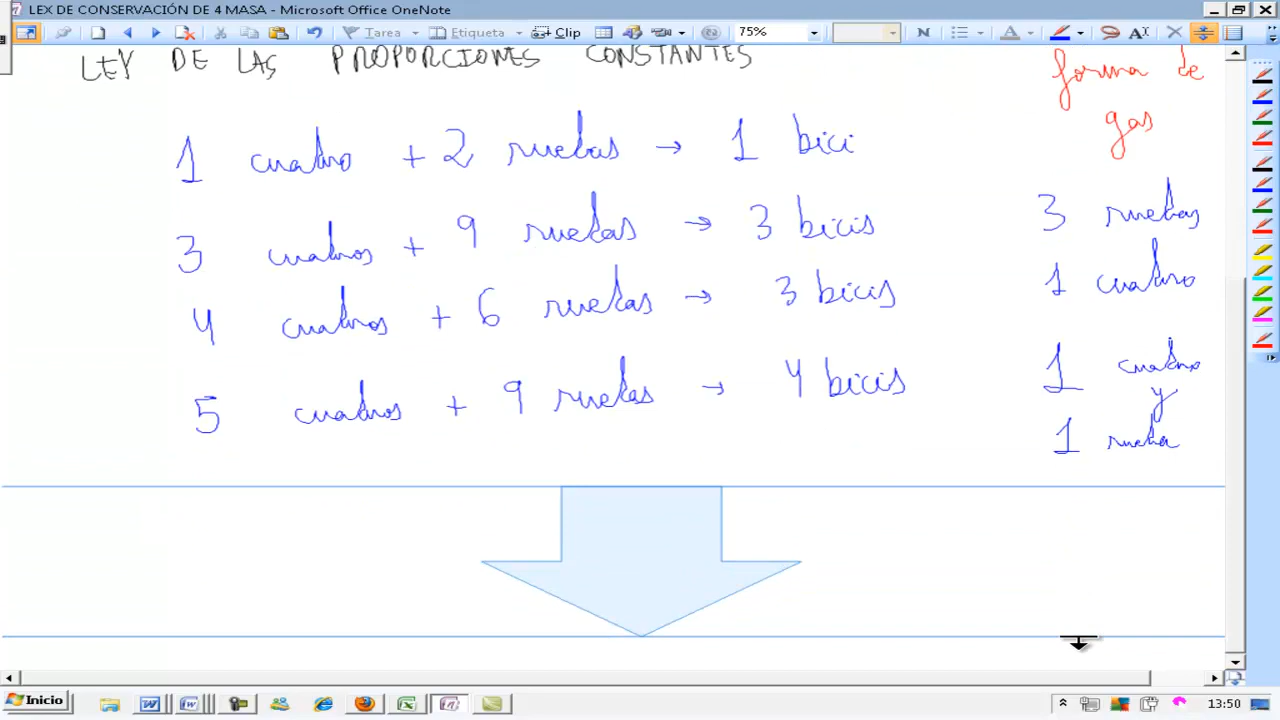 LEX DE CONSERVACIÓN DE 4 MASA - Microsoft Office OneNote
Tarea Etiqueta Clip 75% N A
LEY DE LAS PROPORCIONES CONSTANTES
forma de
gas
1 cuadro + 2 ruedas → 1 bici
3 cuadros + 9 ruedas → 3 bicis 3 ruedas
4 cuadros + 6 ruedas → 3 bicis 1 cuadro
5 cuadros + 9 ruedas → 4 bicis 1 cuadro
y
1 rueda
Inicio 13:50